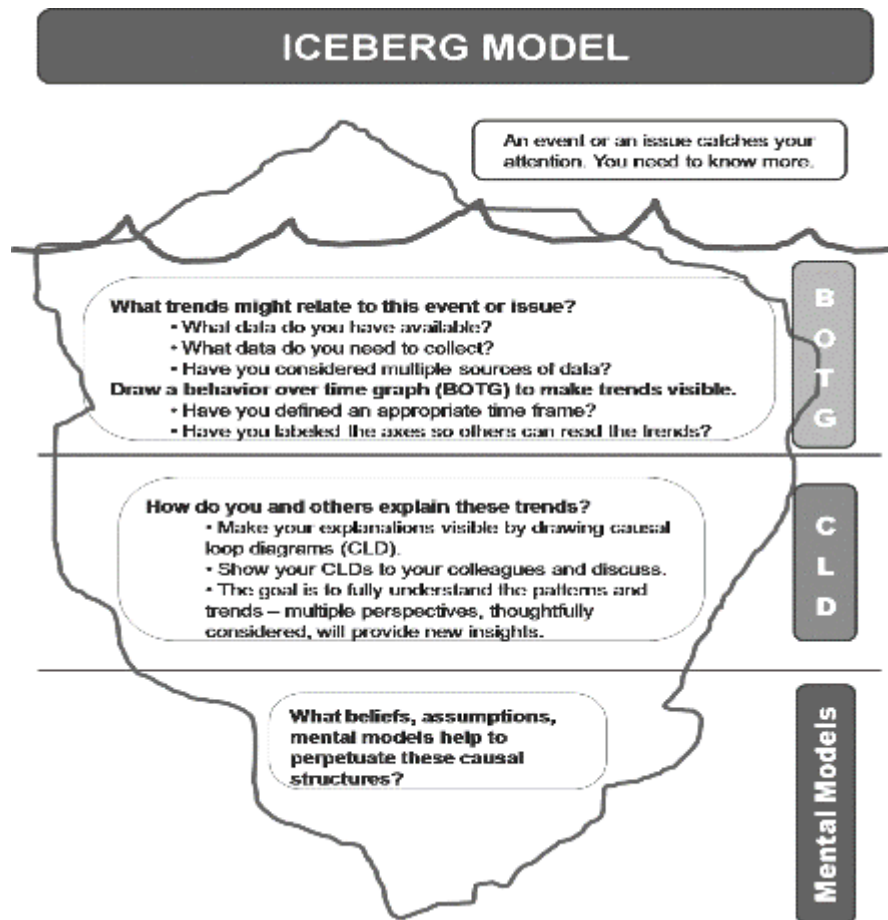 ICEBERG MODEL
An event or an issue catches your
attention. You need to know more.
What trends might relate to this event or issue?
• What data do you have available?
• What data do you need to collect?
• Have you considered multiple sources of data?
Draw a behavior over time graph (BOTG) to make trends visible.
• Have you defined an appropriate time frame?
• Have you labeled the axes so others can read the trends?
B
O
T
G
How do you and others explain these trends?
• Make your explanations visible by drawing causal
loop diagrams (CLD).
• Show your CLDs to your colleagues and discuss.
• The goal is to fully understand the patterns and
trends – multiple perspectives, thoughtfully
considered, will provide new insights.
C
L
D
What beliefs, assumptions,
mental models help to
perpetuate these causal
structures?
Mental Models